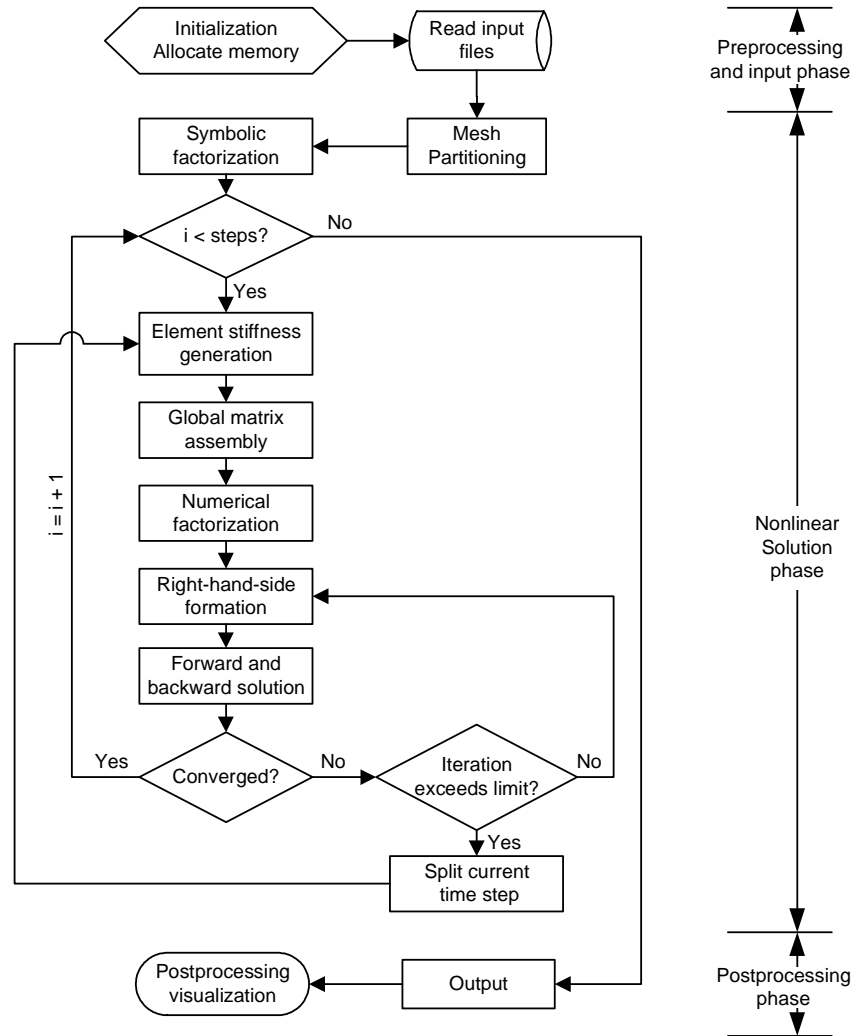 Initialization
Allocate memory
Read input
files
Preprocessing
and input phase
Symbolic
factorization
Mesh
Partitioning
i < steps?
No
Yes
Element stiffness
generation
Global matrix
assembly
i = i + 1
Numerical
factorization
Nonlinear
Solution
phase
Right-hand-side
formation
Forward and
backward solution
Yes
Converged?
No
Iteration
exceeds limit?
No
Yes
Split current
time step
Postprocessing
visualization
Output
Postprocessing
phase